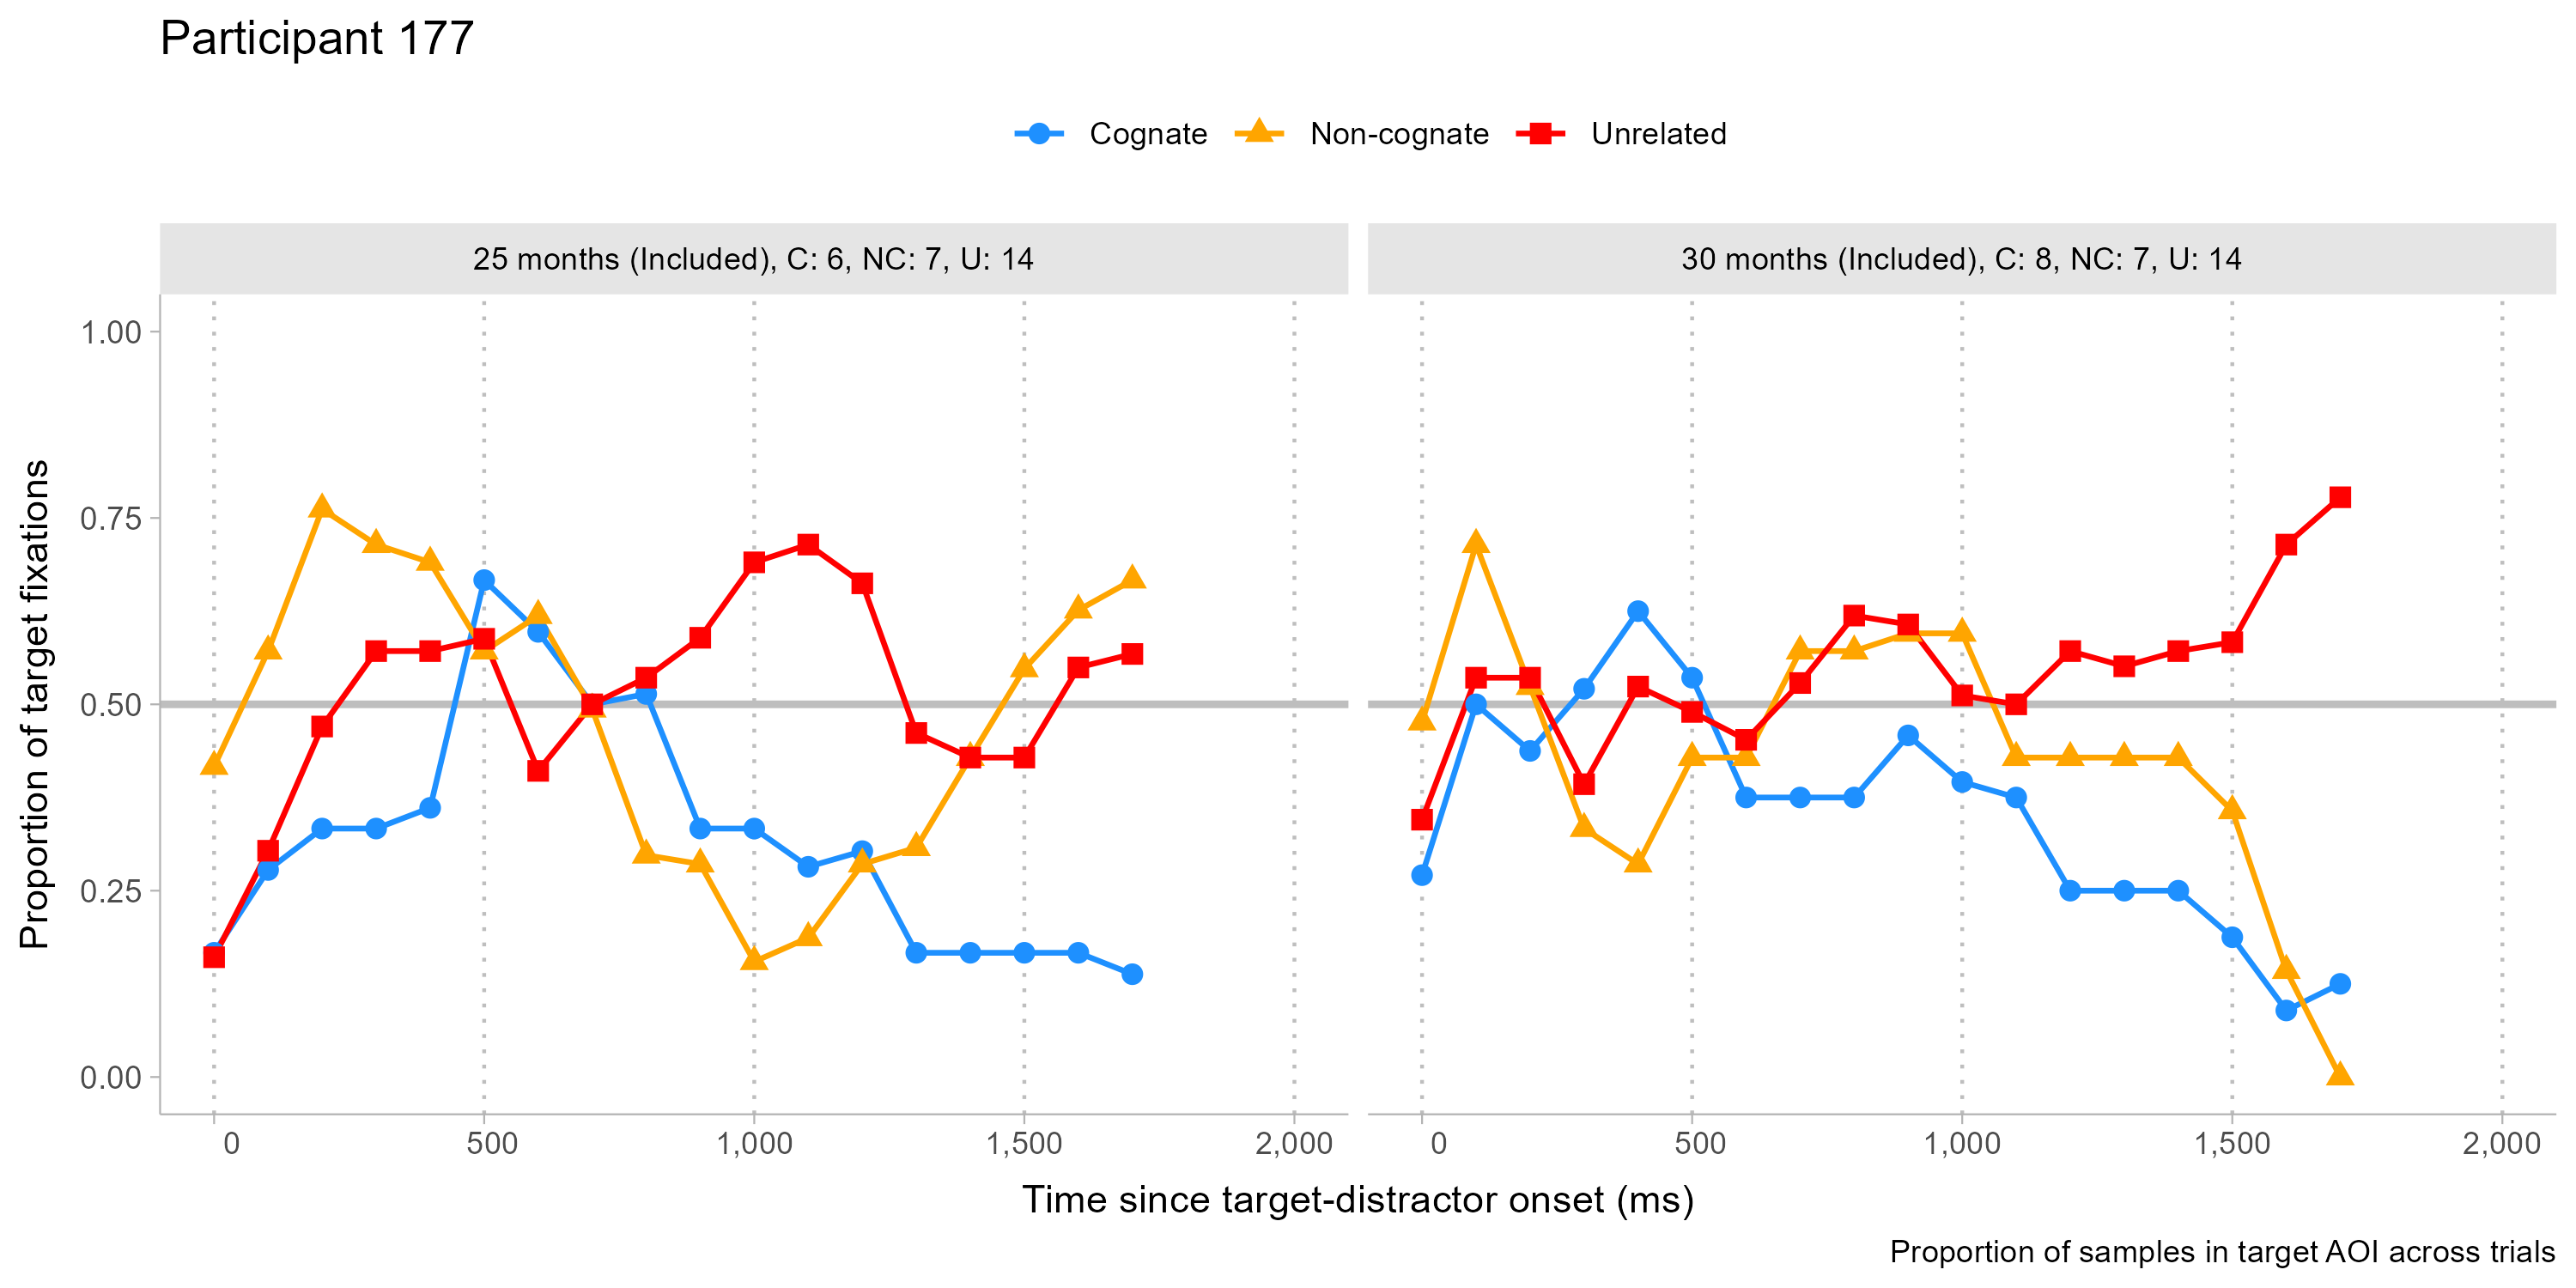 Participant 177
Cognate Non-cognate Unrelated
25 months (Included), C: 6, NC: 7, U: 14
30 months (Included), C: 8, NC: 7, U: 14
Proportion of target fixations
1.00
0.75
0.50
0.25
0.00
0 500 1,000 1,500 2,000
0 500 1,000 1,500 2,000
Time since target-distractor onset (ms)
Proportion of samples in target AOI across trials